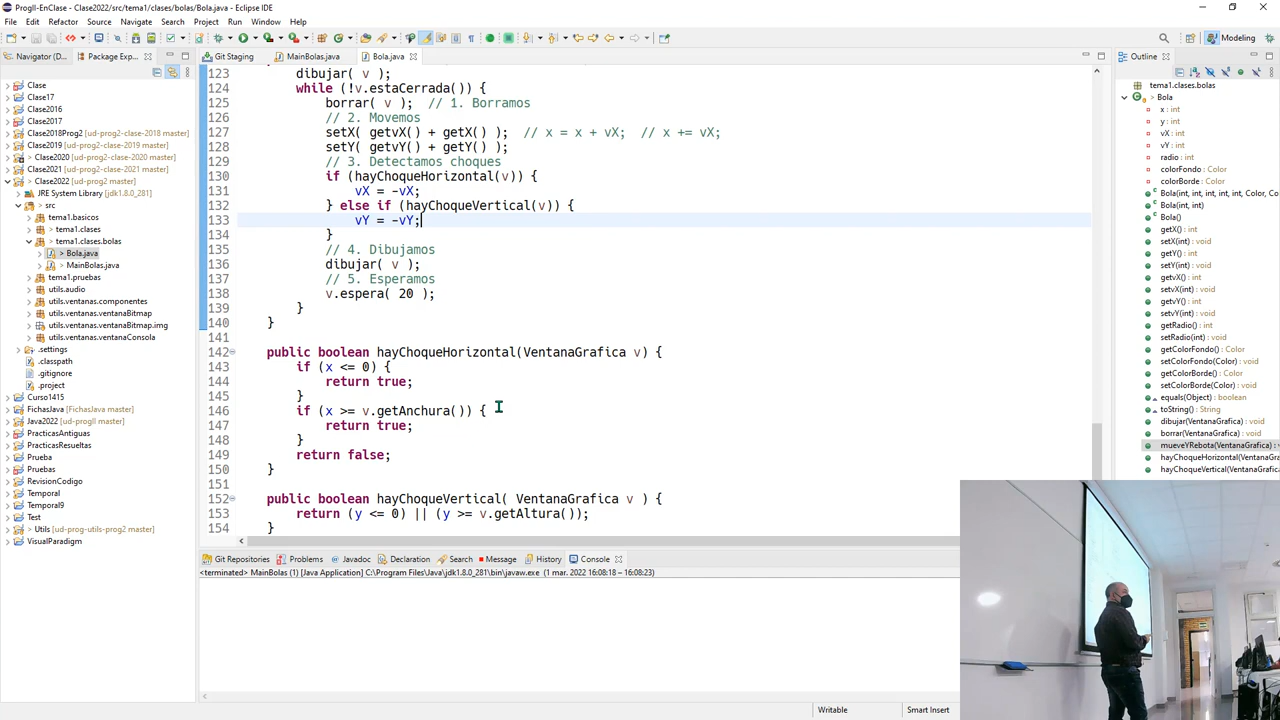 ProgII-EnClase - Clase2022/src/tema1/clases/bolas/Bola.java - Eclipse IDE
File Edit Refactor Source Navigate Search Project Run Window Help
Modeling
Navigator (D...
Package Exp...
Clase
Clase17
Clase2016
Clase2018Prog2 [ud-prog2-clase-2018 master]
Clase2019 [ud-prog2-clase-2019 master]
> Clase2020 [ud-prog2-clase-2020 master]
Clase2021 [ud-prog2-clase-2021 master]
> Clase2022 [ud-prog2 master]
JRE System Library [jdk1.8.0_281]
> src
tema1.basicos
> tema1.clases
> tema1.clases.bolas
> Bola.java
> MainBolas.java
tema1.pruebas
utils.audio
utils.ventanas.componentes
utils.ventanas.ventanaBitmap
utils.ventanas.ventanaBitmap.img
utils.ventanas.ventanaConsola
.settings
.classpath
.gitignore
.project
Curso1415
FichasJava [FichasJava master]
Java2022 [ud-progII master]
PracticasAntiguas
PracticasResueltas
Prueba
Pruebas
RevisionCodigo
Temporal
Temporal9
Test
> Utils [ud-prog-utils-prog2 master]
VisualParadigm
Git Staging
MainBolas.java
Bola.java
123 dibujar( v );
124 while (!v.estaCerrada()) {
125 borrar( v );  // 1. Borramos
126 // 2. Movemos
127 setX( getvX() + getX() );  // x = x + vX;  // x += vX;
128 setY( getvY() + getY() );
129 // 3. Detectamos choques
130 if (hayChoqueHorizontal(v)) {
131 vX = -vX;
132 } else if (hayChoqueVertical(v)) {
133 vY = -vY;
134 }
135 // 4. Dibujamos
136 dibujar( v );
137 // 5. Esperamos
138 v.espera( 20 );
139 }
140 }
141
142 public boolean hayChoqueHorizontal(VentanaGrafica v) {
143 if (x <= 0) {
144 return true;
145 }
146 if (x >= v.getAnchura()) {
147 return true;
148 }
149 return false;
150 }
151
152 public boolean hayChoqueVertical( VentanaGrafica v ) {
153 return (y <= 0) || (y >= v.getAltura());
154 }
Git Repositories
Problems
Javadoc
Declaration
Search
Message
History
Console
<terminated> MainBolas (1) [Java Application] C:\Program Files\Java\jdk1.8.0_281\bin\javaw.exe (1 mar. 2022 16:08:18 – 16:08:23)
Outline
tema1.clases.bolas
Bola
x : int
y : int
vX : int
vY : int
radio : int
colorFondo : Color
colorBorde : Color
Bola(int, int, int, int, int, Color, Co
Bola(int, int)
Bola()
getX() : int
setX(int) : void
getY() : int
setY(int) : void
getvX() : int
setvX(int) : void
getvY() : int
setvY(int) : void
getRadio() : int
setRadio(int) : void
getColorFondo() : Color
setColorFondo(Color) : void
getColorBorde() : Color
setColorBorde(Color) : void
equals(Object) : boolean
toString() : String
dibujar(VentanaGrafica) : void
borrar(VentanaGrafica) : void
mueveYRebota(VentanaGrafica) :
hayChoqueHorizontal(VentanaGra
hayChoqueVertical(VentanaGrafic
Writable
Smart Insert